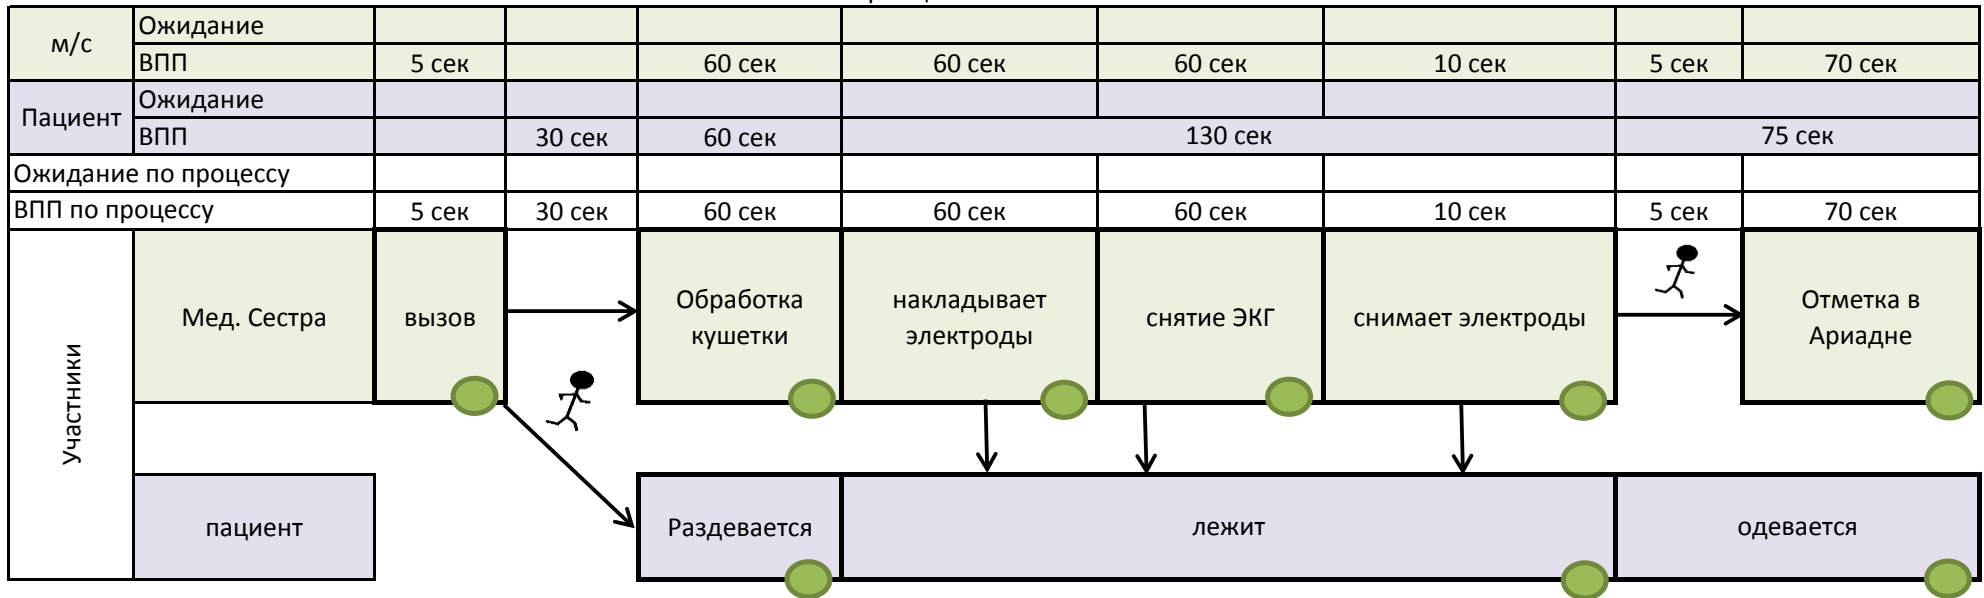 м/с
Ожидание
ВПП 5 сек 60 сек 60 сек 60 сек 10 сек 5 сек 70 сек
Пациент
Ожидание
ВПП 30 сек 60 сек 130 сек 75 сек
Ожидание по процессу
ВПП по процессу 5 сек 30 сек 60 сек 60 сек 60 сек 10 сек 5 сек 70 сек
Участники
Мед. Сестра
вызов
Обработка
кушетки
накладывает
электроды
снятие ЭКГ
снимает электроды
Отметка в
Ариадне
пациент
Раздевается
лежит
одевается